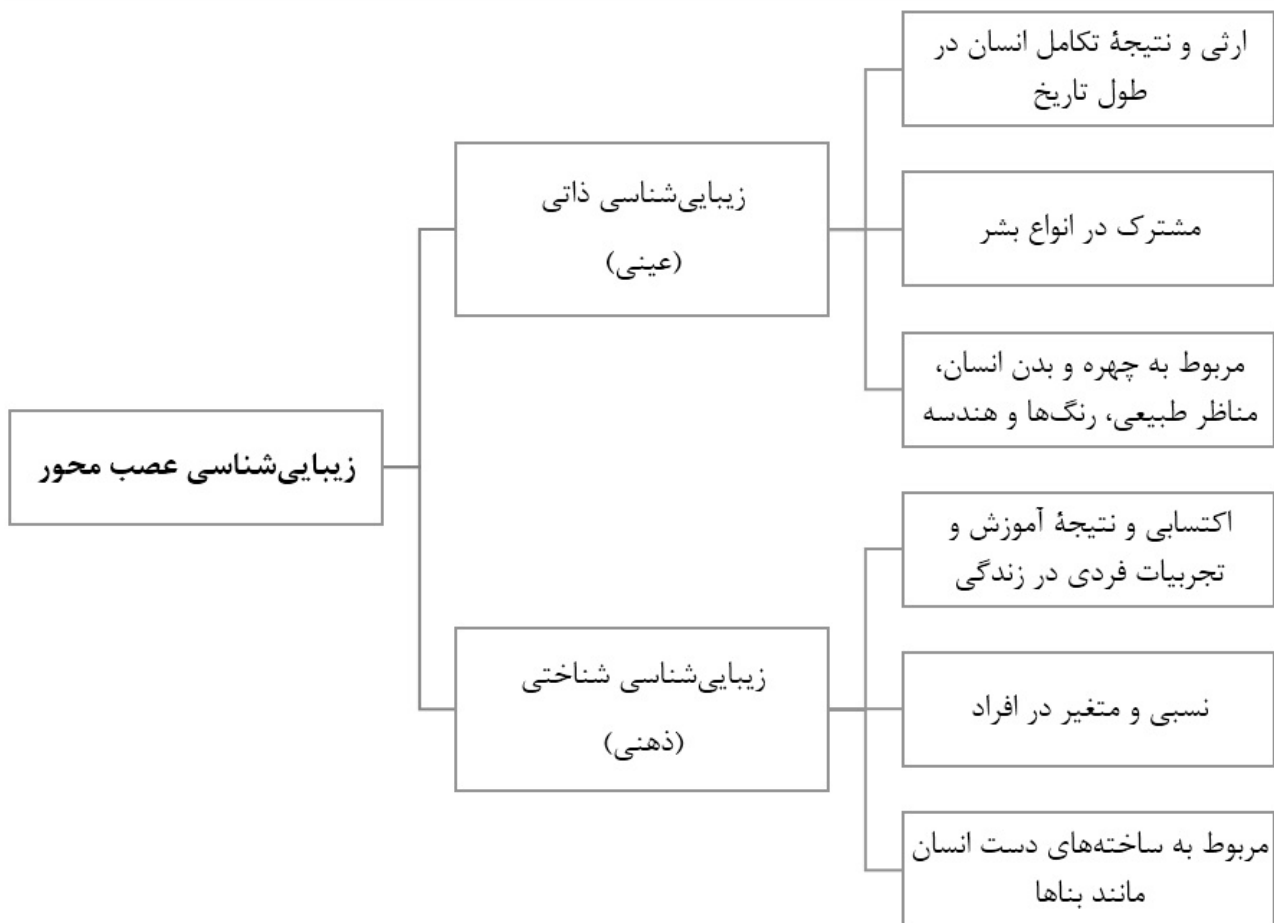 زیبایی‌شناسی عصب محور
زیبایی‌شناسی ذاتی
(عینی)
ارثی و نتیجهٔ تکامل انسان در
طول تاریخ
مشترک در انواع بشر
مربوط به چهره و بدن انسان،
مناظر طبیعی، رنگ‌ها و هندسه
زیبایی‌شناسی شناختی
(ذهنی)
اکتسابی و نتیجهٔ آموزش و
تجربیات فردی در زندگی
نسبی و متغیر در افراد
مربوط به ساخته‌های دست انسان
مانند بناها